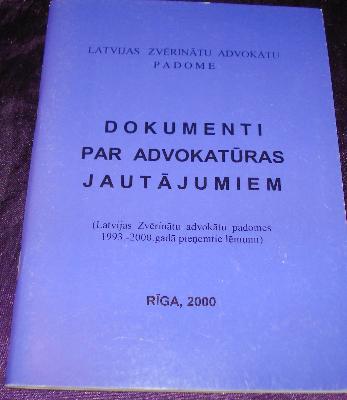 LATVIJAS ZVĒRINĀTU ADVOKĀTU
PADOME
DOKUMENTI
PAR ADVOKATŪRAS
JAUTĀJUMIEM
(Latvijas Zvērinātu advokātu padomes
1993.-2000.gadā pieņemtie lēmumi)
RĪGA, 2000